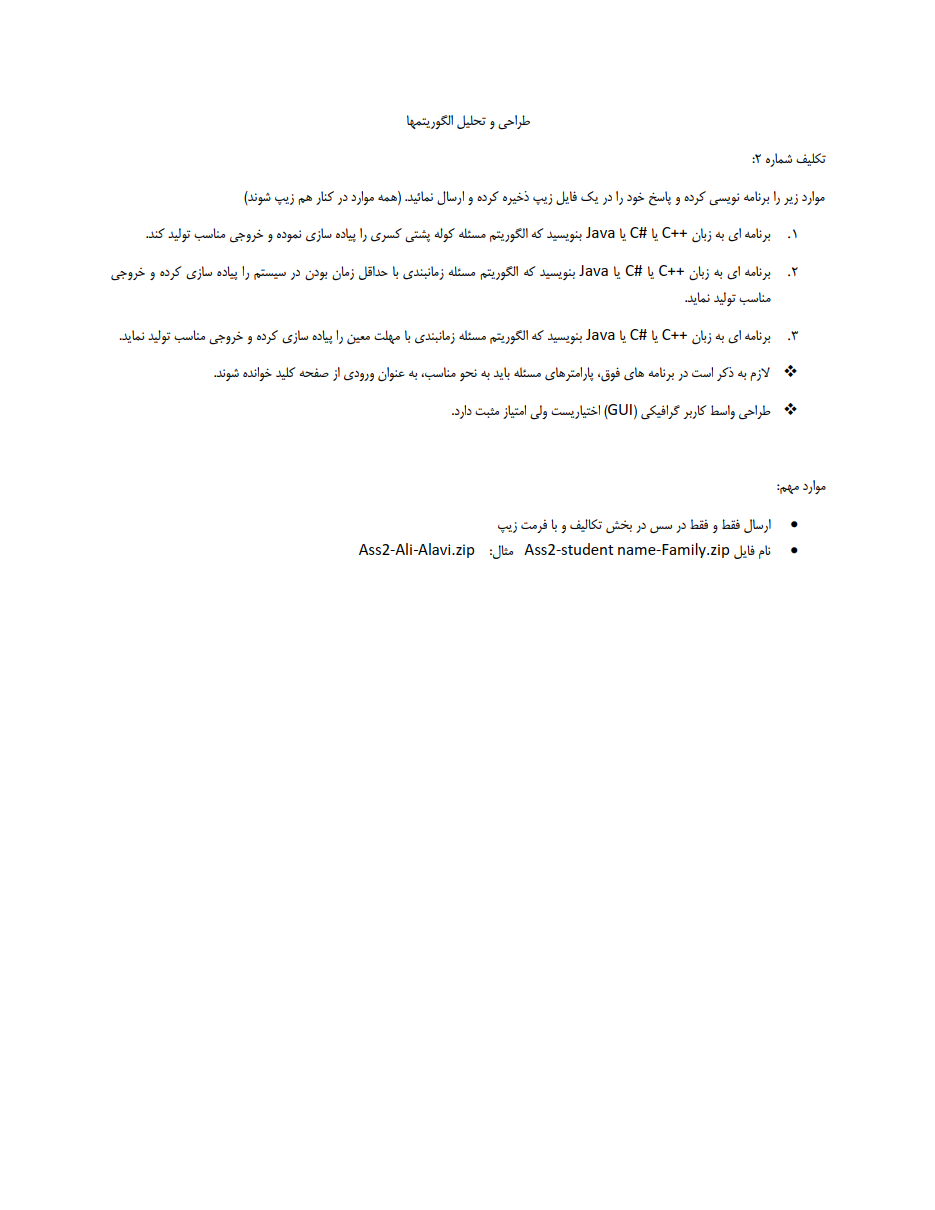 طراحی و تحلیل الگوریتمها
تکلیف شماره ۲:
موارد زیر را برنامه نویسی کرده و پاسخ خود را در یک فایل زیپ ذخیره کرده و ارسال نمائید. (همه موارد در کنار هم زیپ شوند)
۱. برنامه ای به زبان C++ یا C# یا Java بنویسید که الگوریتم مسئله کوله پشتی کسری را پیاده سازی نموده و خروجی مناسب تولید کند.
۲. برنامه ای به زبان C++ یا C# یا Java بنویسید که الگوریتم مسئله زمانبندی با حداقل زمان بودن در سیستم را پیاده سازی کرده و خروجی
مناسب تولید نماید.
۳. برنامه ای به زبان C++ یا C# یا Java بنویسید که الگوریتم مسئله زمانبندی با مهلت معین را پیاده سازی کرده و خروجی مناسب تولید نماید.
❖ لازم به ذکر است در برنامه های فوق، پارامترهای مسئله باید به نحو مناسب، به عنوان ورودی از صفحه کلید خوانده شوند.
❖ طراحی واسط کاربر گرافیکی (GUI) اختیاریست ولی امتیاز مثبت دارد.
موارد مهم:
• ارسال فقط و فقط در سس در بخش تکالیف و با فرمت زیپ
• نام فایل Ass2-student name-Family.zip مثال: Ass2-Ali-Alavi.zip